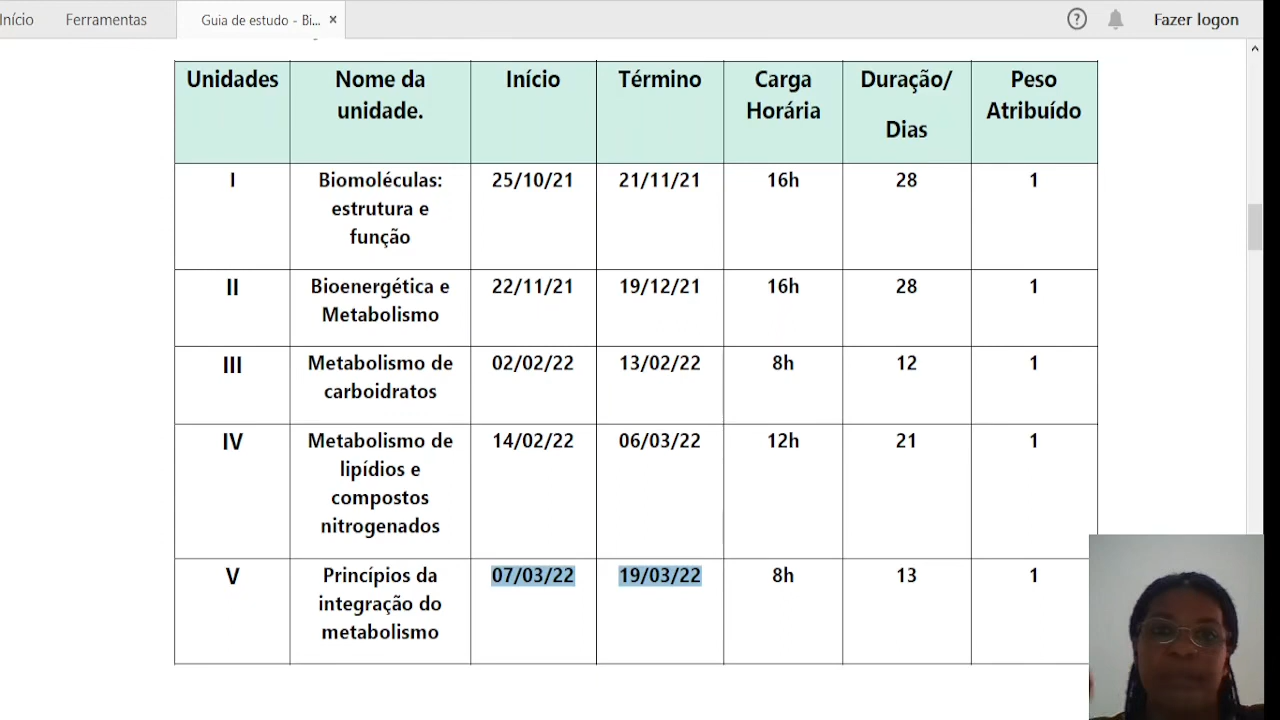 Início Ferramentas Guia de estudo - Bi... × ? Fazer logon
Unidades Nome da unidade. Início Término Carga Horária Duração/ Dias Peso Atribuído
I Biomoléculas: estrutura e função 25/10/21 21/11/21 16h 28 1
II Bioenergética e Metabolismo 22/11/21 19/12/21 16h 28 1
III Metabolismo de carboidratos 02/02/22 13/02/22 8h 12 1
IV Metabolismo de lipídios e compostos nitrogenados 14/02/22 06/03/22 12h 21 1
V Princípios da integração do metabolismo 07/03/22 19/03/22 8h 13 1